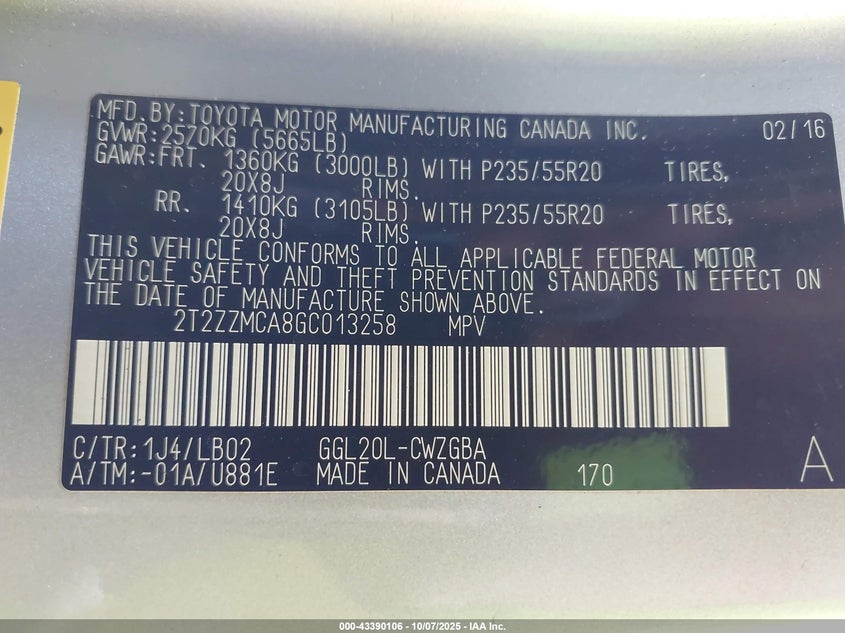 MFD. BY: TOYOTA MOTOR MANUFACTURING CANADA INC. 02/16
GVWR: 2570KG (5665LB)
GAWR: FRT. 1360KG (3000LB) WITH P235/55R20 TIRES,
20X8J RIMS.
RR. 1410KG (3105LB) WITH P235/55R20 TIRES,
20X8J RIMS.
THIS VEHICLE CONFORMS TO ALL APPLICABLE FEDERAL MOTOR
VEHICLE SAFETY AND THEFT PREVENTION STANDARDS IN EFFECT ON
THE DATE OF MANUFACTURE SHOWN ABOVE.
2T2ZZMCA8GC013258 MPV
C/TR: 1J4/LB02 GGL20L-CWZGBA
A/TM: -01A/U881E MADE IN CANADA 170 A
000-43390106 - 10/07/2025 - IAA Inc.